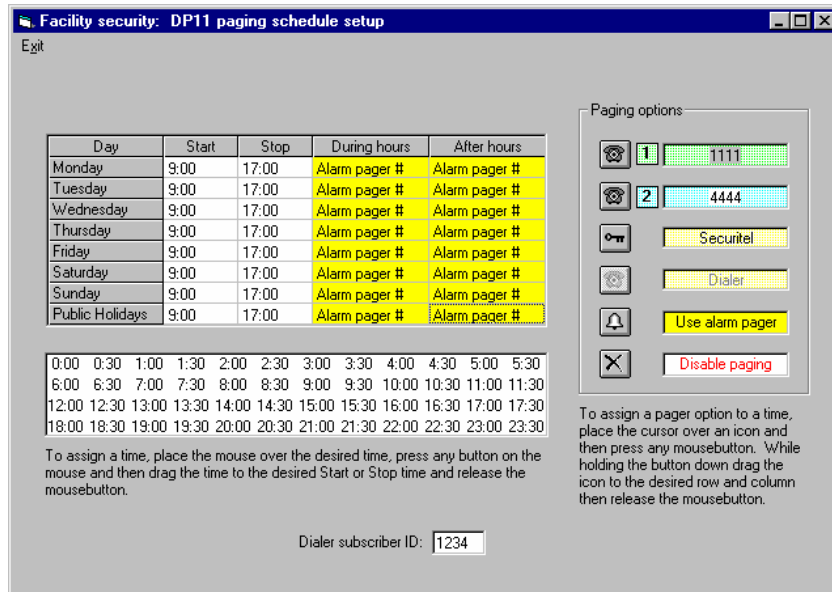 Facility security: DP11 paging schedule setup
Exit
Day Start Stop During hours After hours
Monday 9:00 17:00 Alarm pager # Alarm pager #
Tuesday 9:00 17:00 Alarm pager # Alarm pager #
Wednesday 9:00 17:00 Alarm pager # Alarm pager #
Thursday 9:00 17:00 Alarm pager # Alarm pager #
Friday 9:00 17:00 Alarm pager # Alarm pager #
Saturday 9:00 17:00 Alarm pager # Alarm pager #
Sunday 9:00 17:00 Alarm pager # Alarm pager #
Public Holidays 9:00 17:00 Alarm pager # Alarm pager #
0:00 0:30 1:00 1:30 2:00 2:30 3:00 3:30 4:00 4:30 5:00 5:30
6:00 6:30 7:00 7:30 8:00 8:30 9:00 9:30 10:00 10:30 11:00 11:30
12:00 12:30 13:00 13:30 14:00 14:30 15:00 15:30 16:00 16:30 17:00 17:30
18:00 18:30 19:00 19:30 20:00 20:30 21:00 21:30 22:00 22:30 23:00 23:30
To assign a time, place the mouse over the desired time, press any button on the
mouse and then drag the time to the desired Start or Stop time and release the
mousebutton.
Dialer subscriber ID: 1234
Paging options
1 1111
2 4444
Securitel
Dialer
Use alarm pager
Disable paging
To assign a pager option to a time,
place the cursor over an icon and
then press any mousebutton. While
holding the button down drag the
icon to the desired row and column
then release the mousebutton.